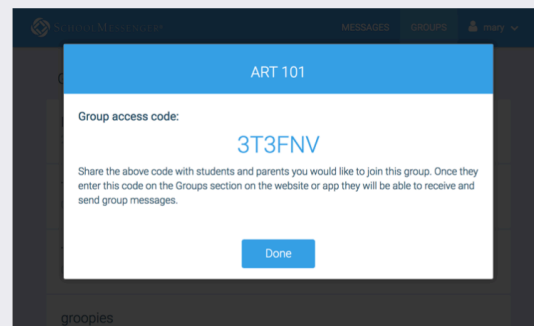 SCHOOLMESSENGER
MESSAGES GROUPS mary
ART 101
Group access code:
3T3FNV
Share the above code with students and parents you would like to join this group. Once they
enter this code on the Groups section on the website or app they will be able to receive and
send group messages.
Done
groopies